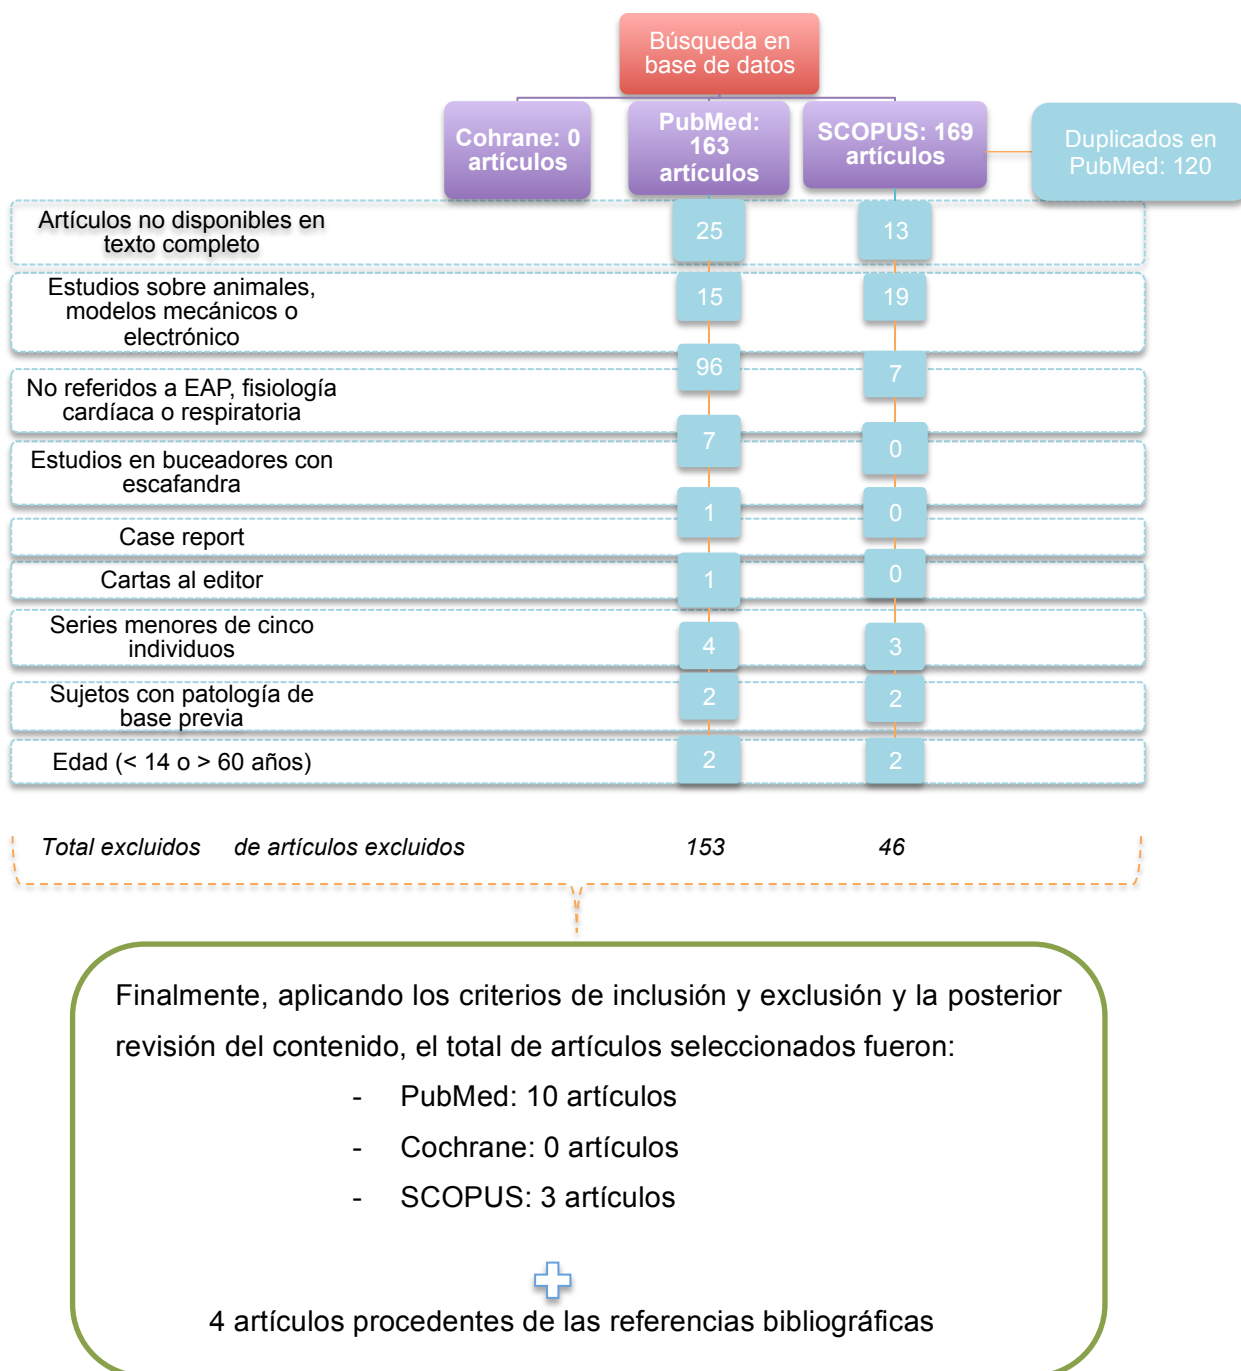 Búsqueda en
base de datos
Cohrane: 0
artículos
PubMed:
163
artículos
SCOPUS: 169
artículos
Duplicados en
PubMed: 120
Artículos no disponibles en
texto completo
25
13
Estudios sobre animales,
modelos mecánicos o
electrónico
15
19
No referidos a EAP, fisiología
cardíaca o respiratoria
96
7
Estudios en buceadores con
escafandra
7
0
Case report
1
0
Cartas al editor
1
0
Series menores de cinco
individuos
4
3
Sujetos con patología de
base previa
2
2
Edad (< 14 o > 60 años)
2
2
Total excluidos de artículos excluidos 153 46
Finalmente, aplicando los criterios de inclusión y exclusión y la posterior
revisión del contenido, el total de artículos seleccionados fueron:
- PubMed: 10 artículos
- Cochrane: 0 artículos
- SCOPUS: 3 artículos
4 artículos procedentes de las referencias bibliográficas